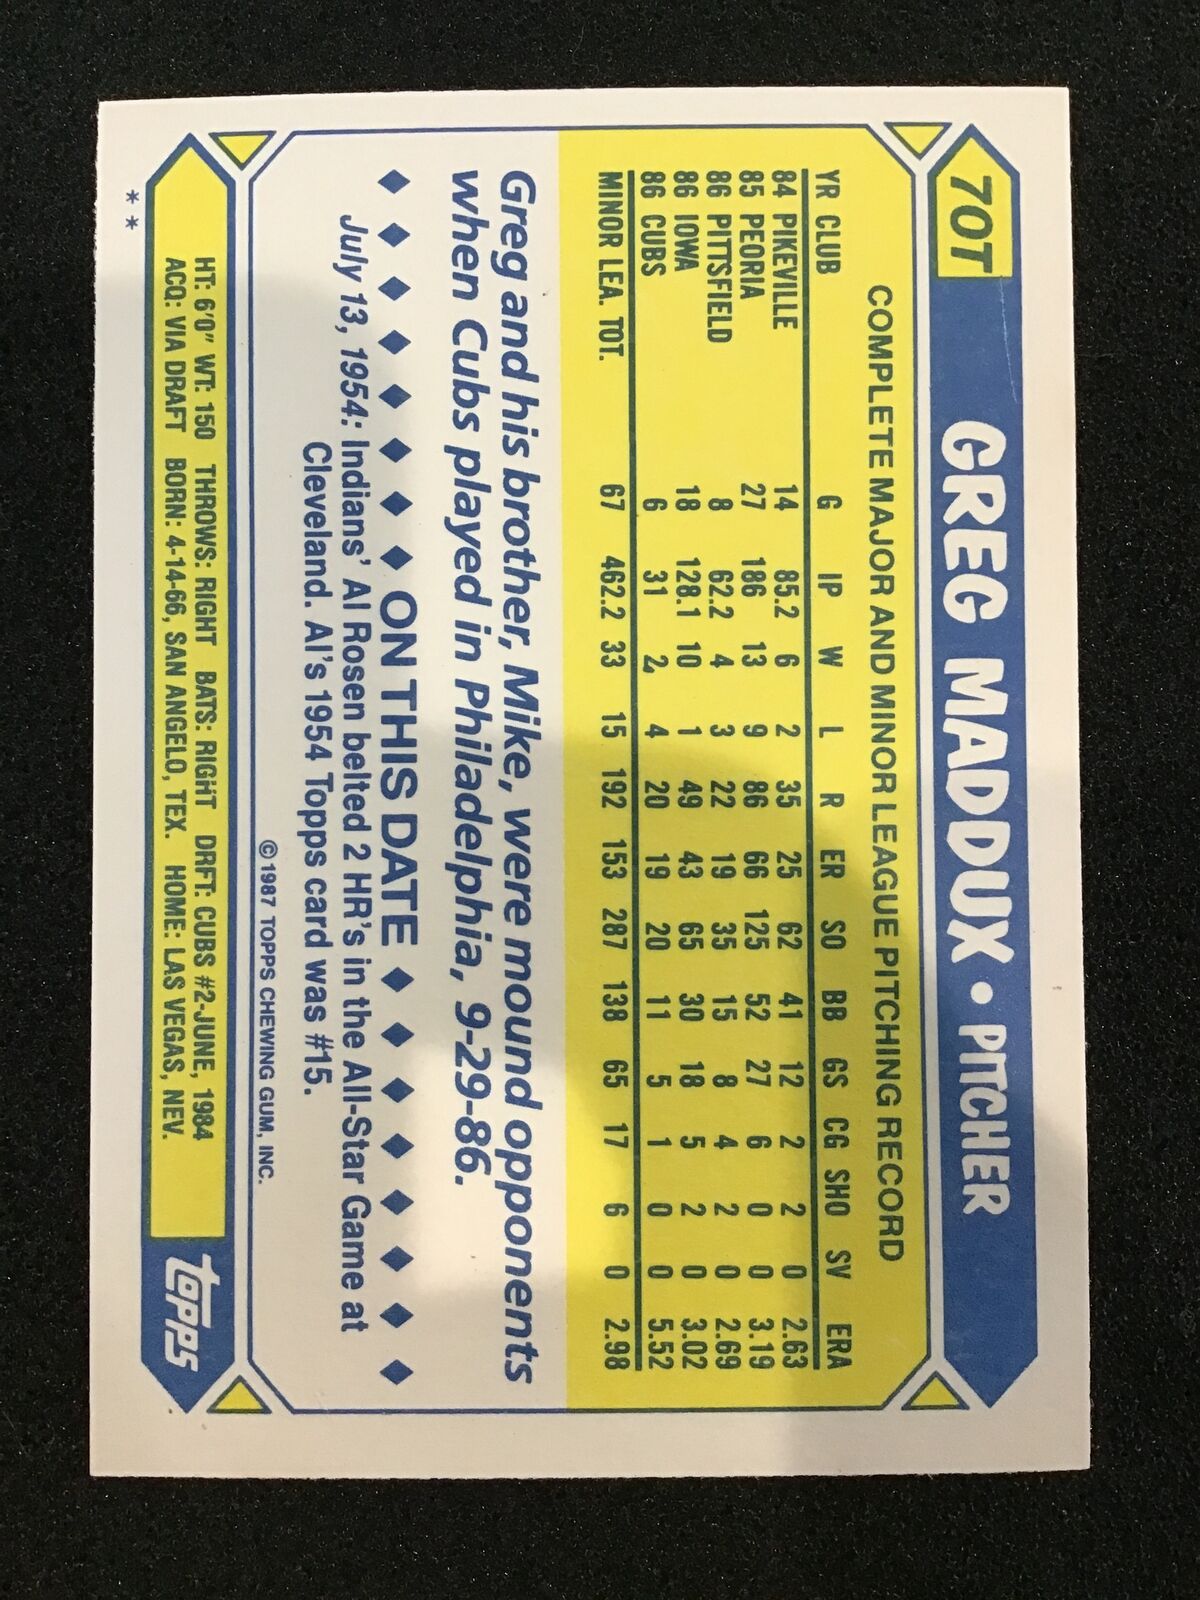 70T GREG MADDUX • PITCHER
COMPLETE MAJOR AND MINOR LEAGUE PITCHING RECORD
YR CLUB G IP W L R ER SO BB GS CG SHO SV ERA
84 PIKEVILLE 14 85.2 6 2 35 25 62 41 12 2 2 0 2.63
85 PEORIA 27 186 13 9 86 66 125 52 27 6 0 0 3.19
86 PITTSFIELD 8 62.2 4 3 22 19 35 15 8 4 2 0 2.69
86 IOWA 18 128.1 10 1 49 43 65 30 18 5 2 0 3.02
86 CUBS 6 31 2 4 20 19 20 11 5 1 0 0 5.52
MINOR LEA. TOT. 67 462.2 33 15 192 153 287 138 65 17 6 0 2.98
Greg and his brother, Mike, were mound opponents
when Cubs played in Philadelphia, 9-29-86.
◆ ◆ ◆ ◆ ◆ ◆ ◆ ◆ ON THIS DATE ◆ ◆ ◆ ◆ ◆ ◆ ◆ ◆
July 13, 1954: Indians' Al Rosen belted 2 HR's in the All-Star Game at
Cleveland. Al's 1954 Topps card was #15.
© 1987 TOPPS CHEWING GUM, INC.
HT: 6'0" WT: 150 THROWS: RIGHT BATS: RIGHT DRFT: CUBS #2-JUNE, 1984
ACQ: VIA DRAFT BORN: 4-14-66, SAN ANGELO, TEX. HOME: LAS VEGAS, NEV.
topps
* *